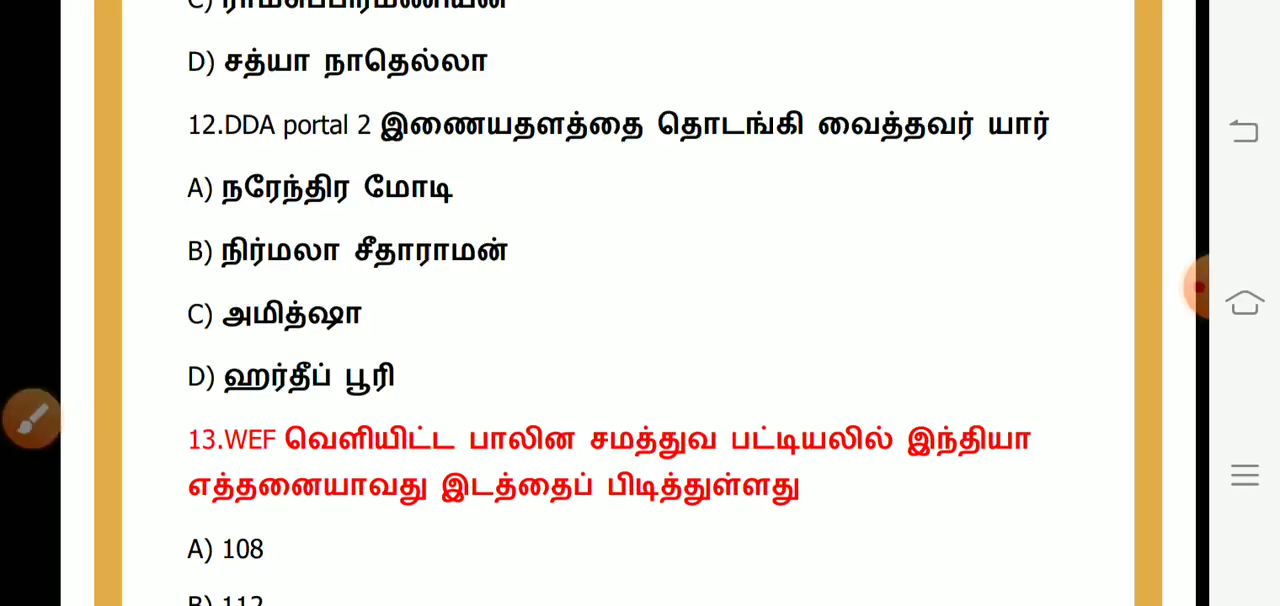 D) சத்யா நாதெல்லா
12.DDA portal 2 இணையதளத்தை தொடங்கி வைத்தவர் யார்
A) நரேந்திர மோடி
B) நிர்மலா சீதாராமன்
C) அமித்ஷா
D) ஹர்தீப் பூரி
13.WEF வெளியிட்ட பாலின சமத்துவ பட்டியலில் இந்தியா
எத்தனையாவது இடத்தைப் பிடித்துள்ளது
A) 108
B) 112